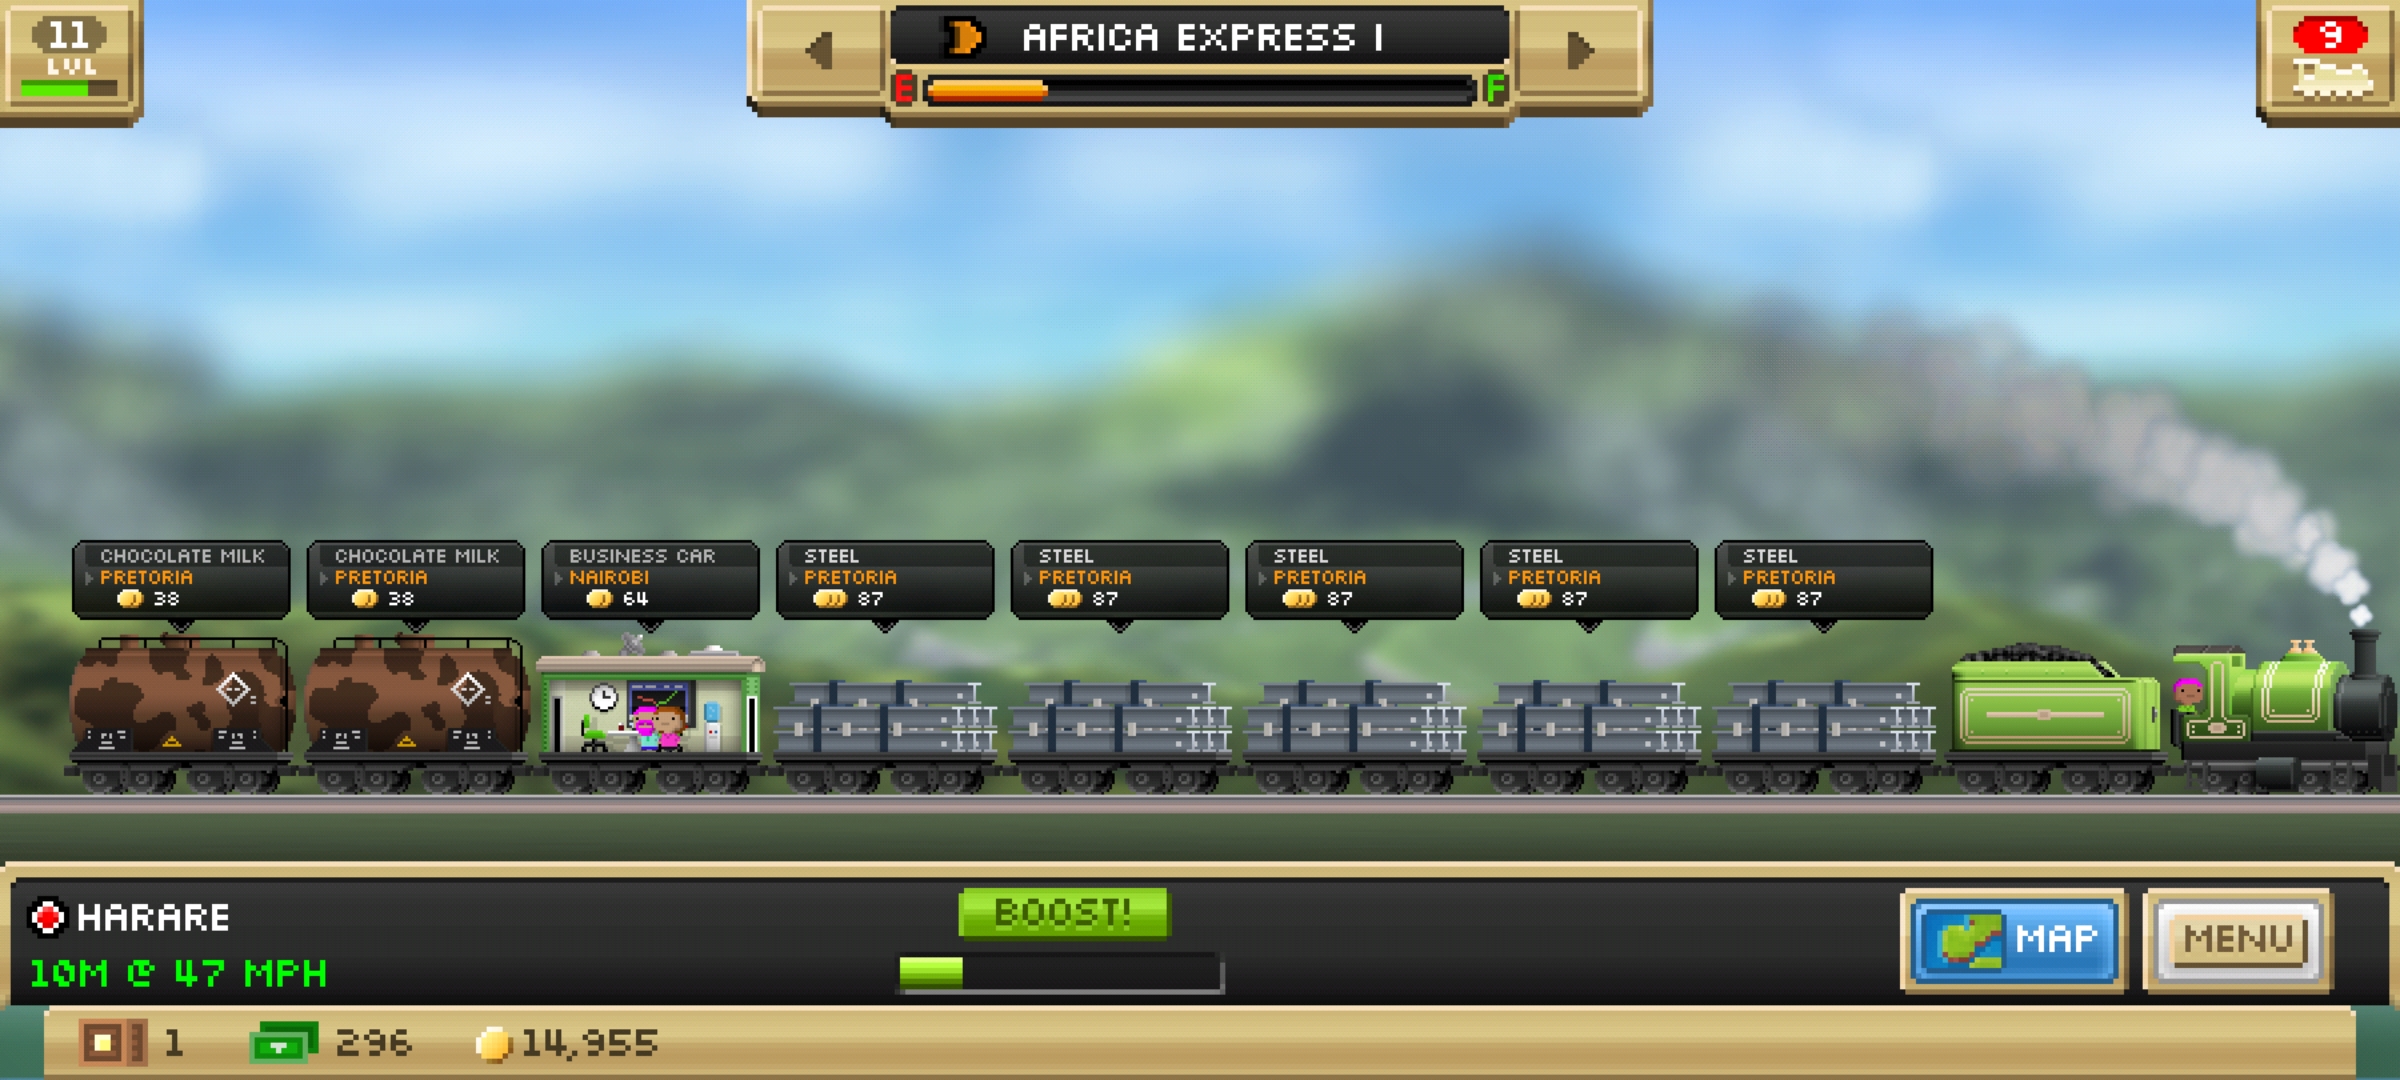 11
LVL
AFRICA EXPRESS I
E
F
9
CHOCOLATE MILK
PRETORIA
38
CHOCOLATE MILK
PRETORIA
38
BUSINESS CAR
NAIROBI
64
STEEL
PRETORIA
87
STEEL
PRETORIA
87
STEEL
PRETORIA
87
STEEL
PRETORIA
87
STEEL
PRETORIA
87
HARARE
10M @ 47 MPH
BOOST!
MAP
MENU
1
296
14,955